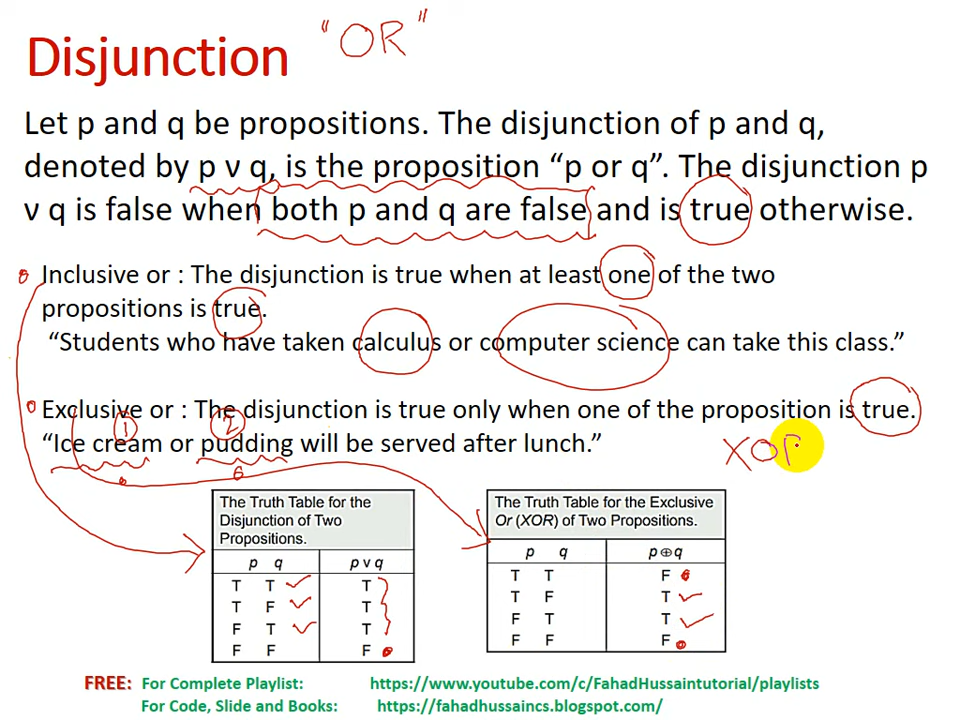 Disjunction "OR"
Let p and q be propositions. The disjunction of p and q,
denoted by p v q, is the proposition “p or q”. The disjunction p
v q is false when both p and q are false and is true otherwise.
Inclusive or : The disjunction is true when at least one of the two
propositions is true.
“Students who have taken calculus or computer science can take this class.”
Exclusive or : The disjunction is true only when one of the proposition is true.
1 2
“Ice cream or pudding will be served after lunch.”
XOR
The Truth Table for the
Disjunction of Two
Propositions.
p q p v q
T T T
T F T
F T T
F F F
The Truth Table for the Exclusive
Or (XOR) of Two Propositions.
p q p ⊕ q
T T F
T F T
F T T
F F F
FREE: For Complete Playlist: https://www.youtube.com/c/FahadHussaintutorial/playlists
For Code, Slide and Books: https://fahadhussaincs.blogspot.com/